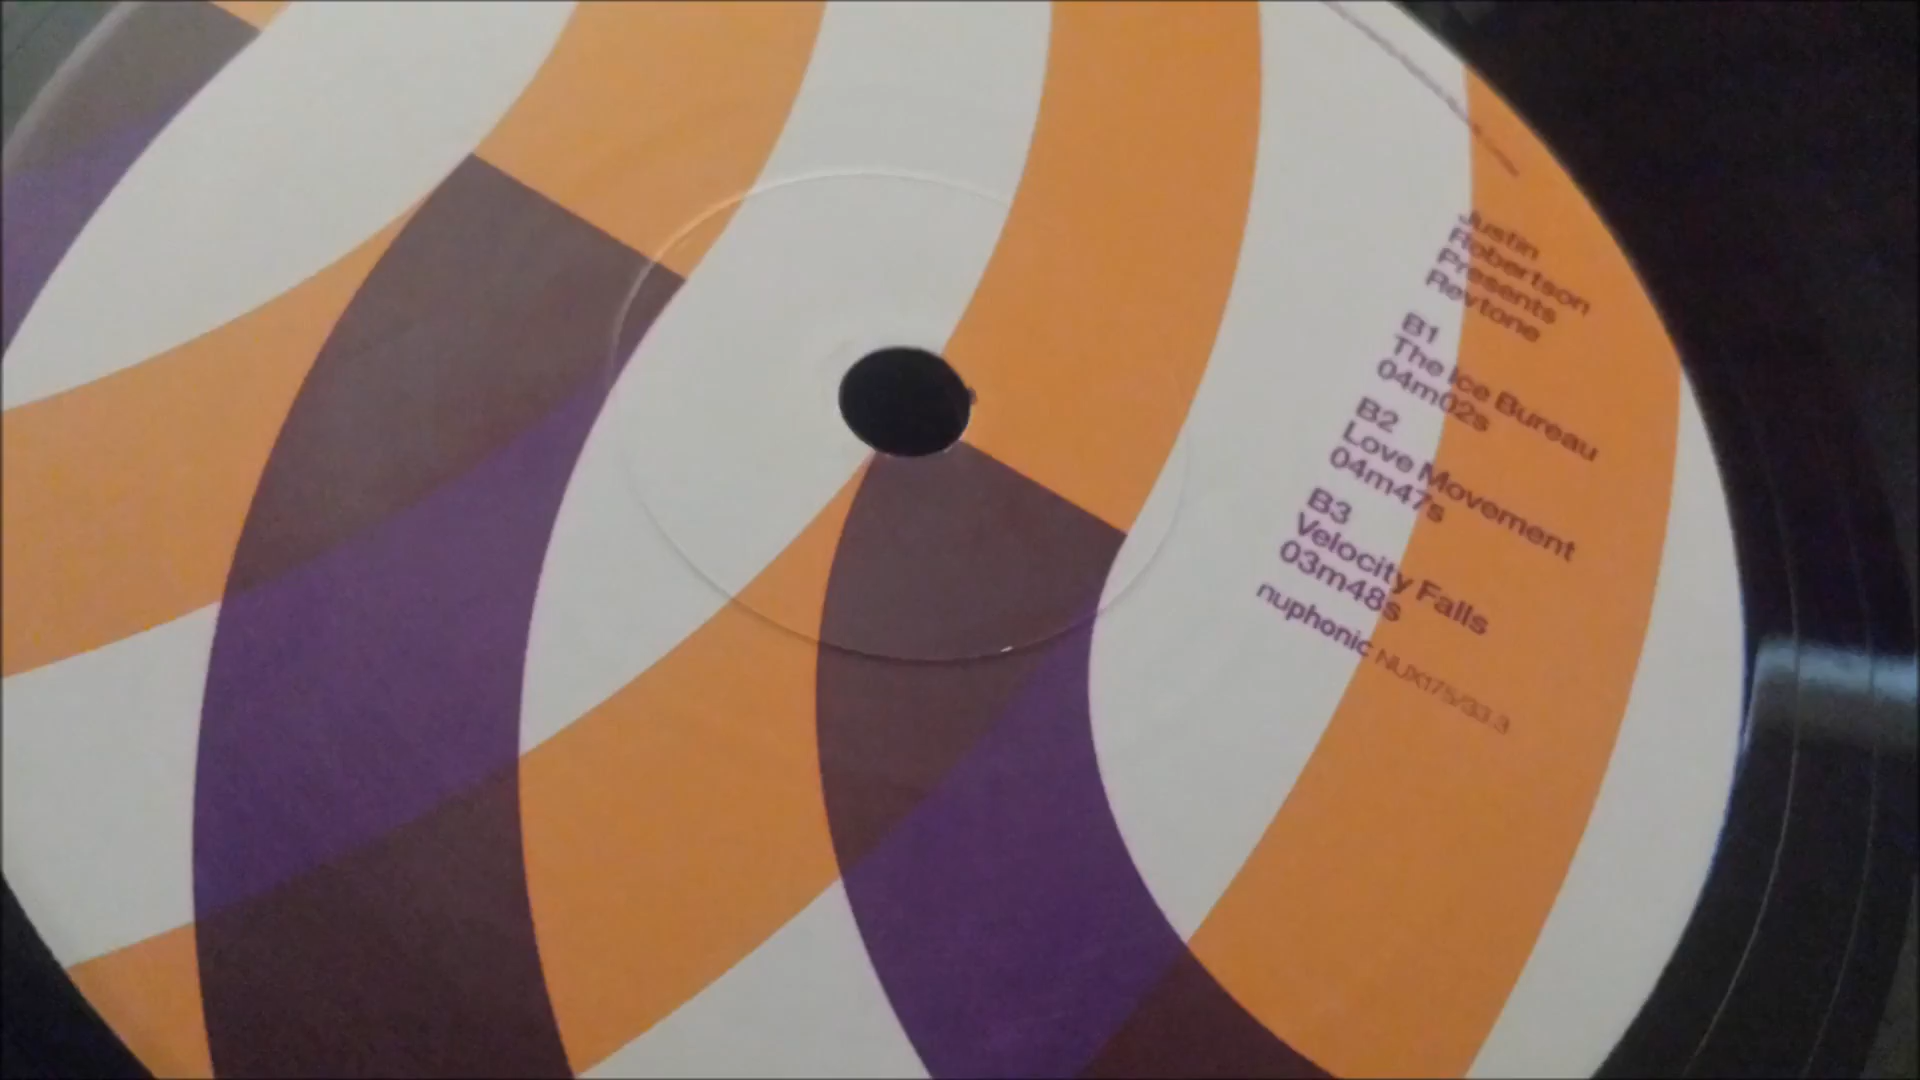 Justin
Robertson
Presents
Revtone
B1
The Ice Bureau
04m02s
B2
Love Movement
04m47s
B3
Velocity Falls
03m48s
nuphonic NUX175/33.3